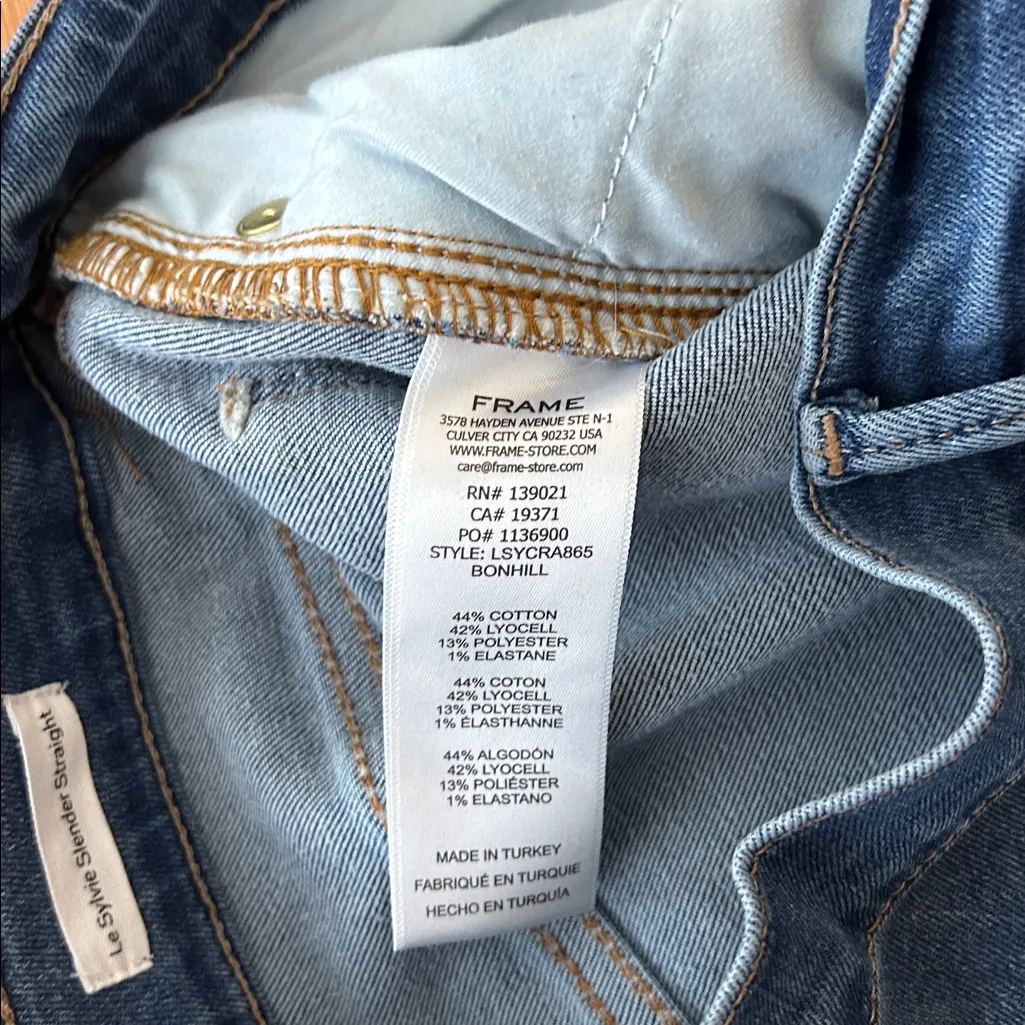 FRAME
3578 HAYDEN AVENUE STE N-1
CULVER CITY CA 90232 USA
WWW.FRAME-STORE.COM
care@frame-store.com
RN# 139021
CA# 19371
PO# 1136900
STYLE: LSYCRA865
BONHILL
44% COTTON
42% LYOCELL
13% POLYESTER
1% ELASTANE
44% COTON
42% LYOCELL
13% POLYESTER
1% ÉLASTHANNE
44% ALGODÓN
42% LYOCELL
13% POLIÉSTER
1% ELASTANO
MADE IN TURKEY
FABRIQUÉ EN TURQUIE
HECHO EN TURQUÍA
Le Sylvie Slender Straight